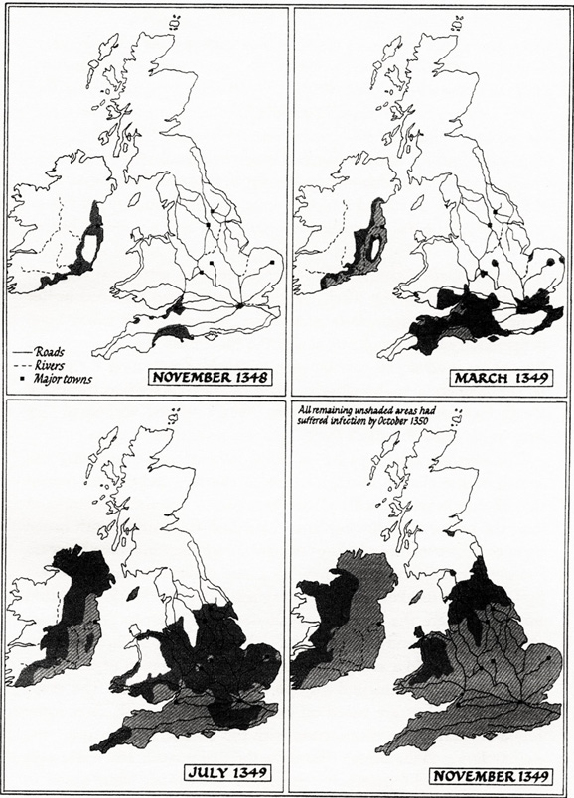 Roads
Rivers
Major towns
NOVEMBER 1348
MARCH 1349
JULY 1349
All remaining unshaded areas had
suffered infection by October 1350
NOVEMBER 1349